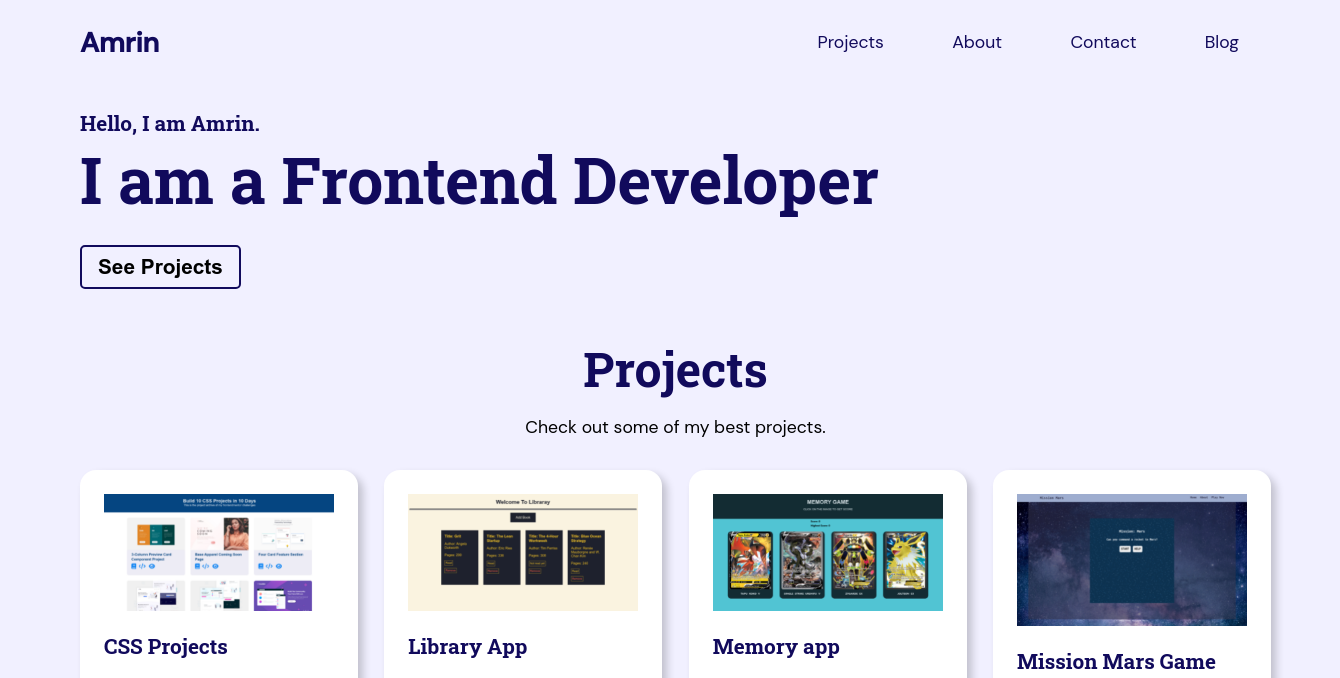 Amrin
Projects About Contact Blog
Hello, I am Amrin.
I am a Frontend Developer
See Projects
Projects
Check out some of my best projects.
Build 10 CSS Projects in 10 Days
Welcome To Libraray
Add Book
MEMORY GAME
Mission Mars
CSS Projects
Library App
Memory app
Mission Mars Game